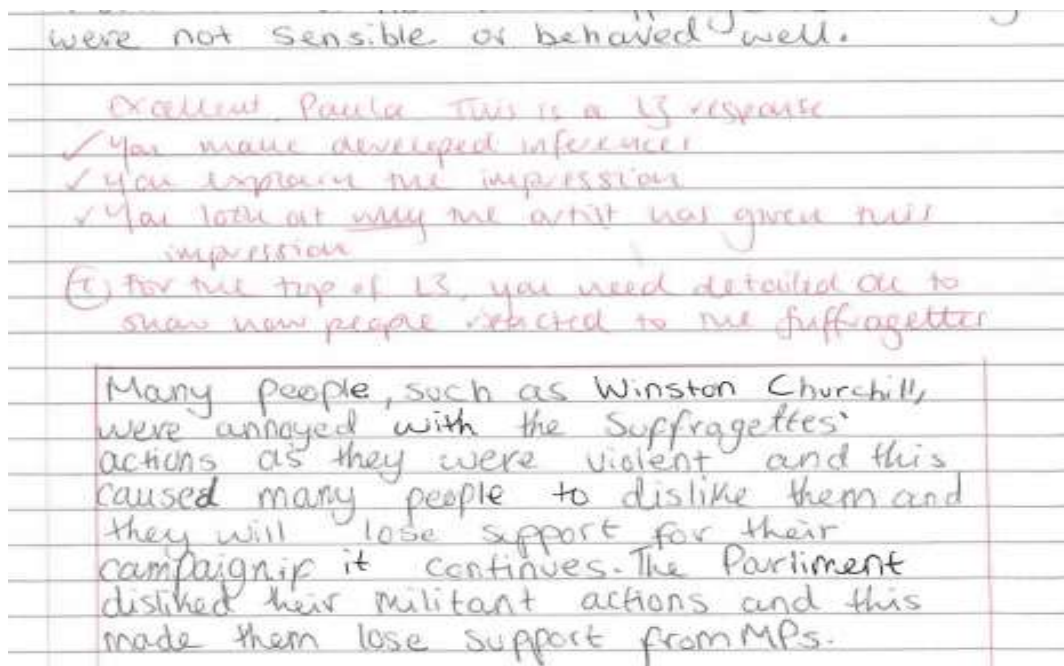 were not sensible or behaved well.
Excellent Paula This is a L3 response
✓ You make developed inferences
✓ You explain the impression
✓ You look at why the artist has given this
impression
For the top of L3, you need detailed OK to
show how people reacted to the suffragettes
Many people, such as Winston Churchill,
were annoyed with the Suffragettes'
actions as they were violent and this
caused many people to dislike them and
they will lose support for their
campaign if it continues. The Parliment
disliked their militant actions and this
made them lose support from MPs.